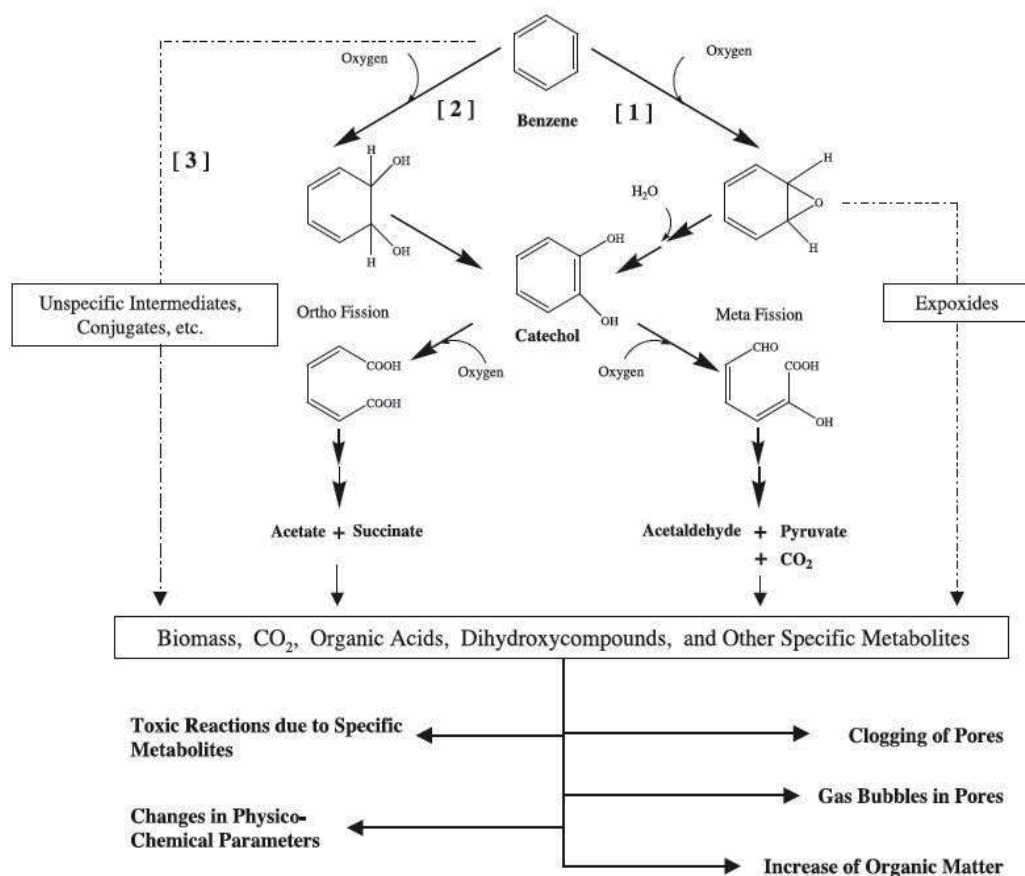 Oxygen
Oxygen
[ 2 ]
Benzene
[ 1 ]
[ 3 ]
H
OH
OH
H
H₂O
H
O
H
OH
OH
Unspecific Intermediates,
Conjugates, etc.
Expoxides
Ortho Fission
Catechol
Meta Fission
COOH
COOH
Oxygen
Oxygen
CHO
COOH
OH
Acetate + Succinate
Acetaldehyde + Pyruvate
+ CO₂
Biomass, CO₂, Organic Acids, Dihydroxycompounds, and Other Specific Metabolites
Toxic Reactions due to Specific
Metabolites
Clogging of Pores
Gas Bubbles in Pores
Changes in Physico-
Chemical Parameters
Increase of Organic Matter